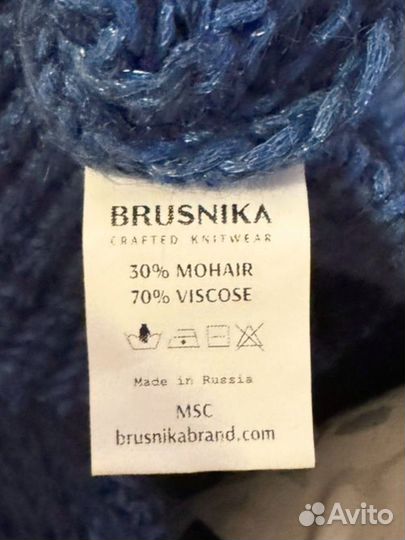 BRUSNIKA
CRAFTED KNITWEAR
30% MOHAIR
70% VISCOSE
Made in Russia
MSC
brusnikabrand.com
Avito